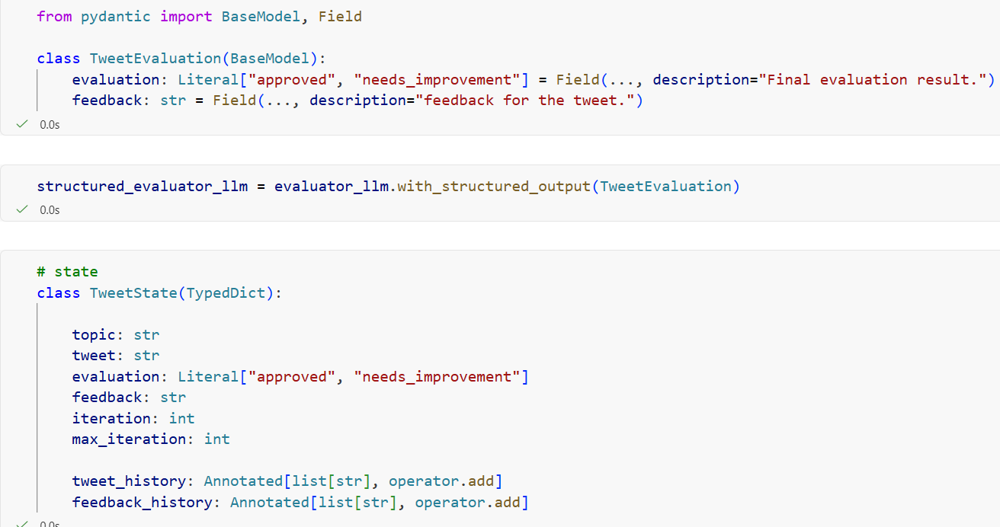 from pydantic import BaseModel, Field
class TweetEvaluation(BaseModel):
    evaluation: Literal["approved", "needs_improvement"] = Field(..., description="Final evaluation result.")
    feedback: str = Field(..., description="feedback for the tweet.")
0.0s
structured_evaluator_llm = evaluator_llm.with_structured_output(TweetEvaluation)
0.0s
# state
class TweetState(TypedDict):
    topic: str
    tweet: str
    evaluation: Literal["approved", "needs_improvement"]
    feedback: str
    iteration: int
    max_iteration: int
    tweet_history: Annotated[list[str], operator.add]
    feedback_history: Annotated[list[str], operator.add]
0.0s